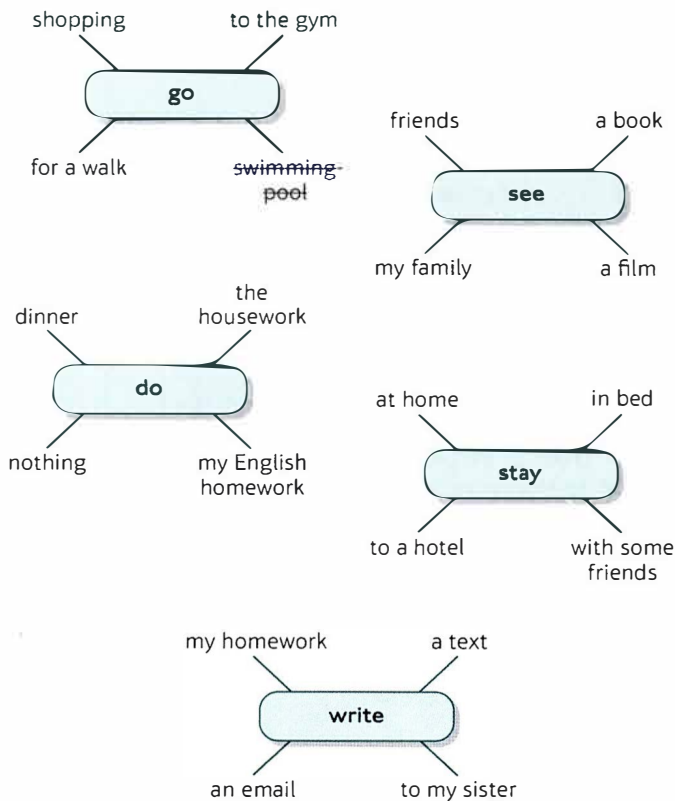 shopping
to the gym
go
for a walk
swimming
pool
friends
a book
see
my family
a film
dinner
the
housework
do
nothing
my English
homework
at home
in bed
stay
to a hotel
with some
friends
my homework
a text
write
an email
to my sister